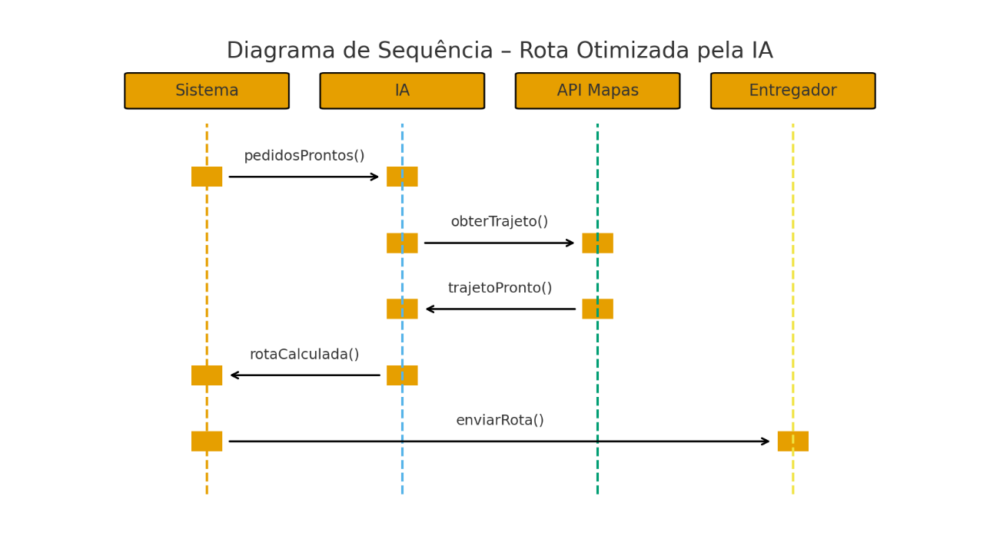 Diagrama de Sequência – Rota Otimizada pela IA
Sistema
IA
API Mapas
Entregador
pedidosProntos()
obterTrajeto()
trajetoPronto()
rotaCalculada()
enviarRota()